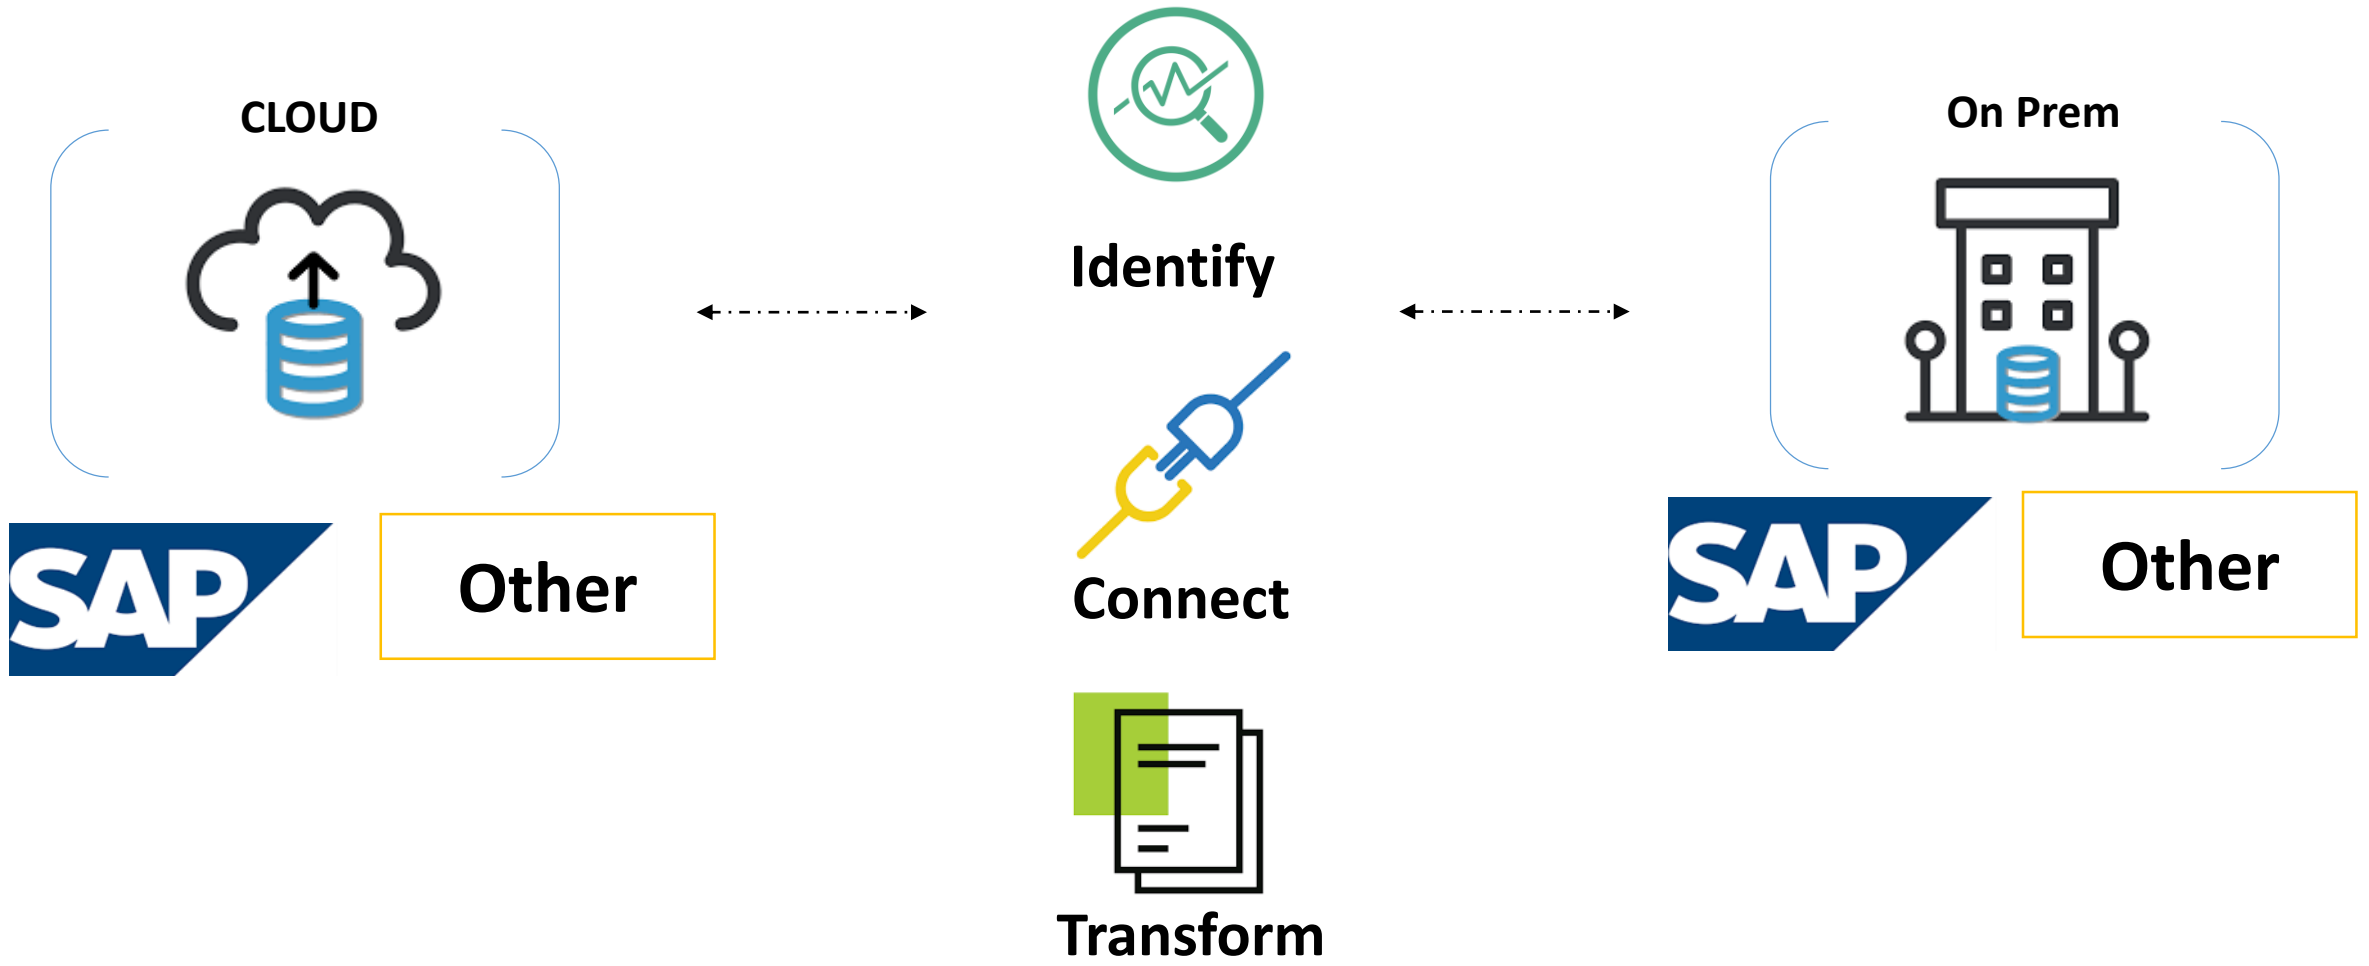 CLOUD
On Prem
Identify
SAP
Other
Connect
SAP
Other
Transform